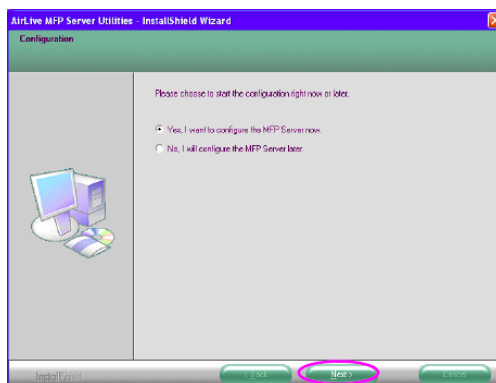 AirLive MFP Server Utilities - InstallShield Wizard
Configuration
Please choose to start the configuration right now or later.
Yes, I want to configure the MFP Server now.
No, I will configure the MFP Server later.
InstallShield
< Back
Next >
Cancel